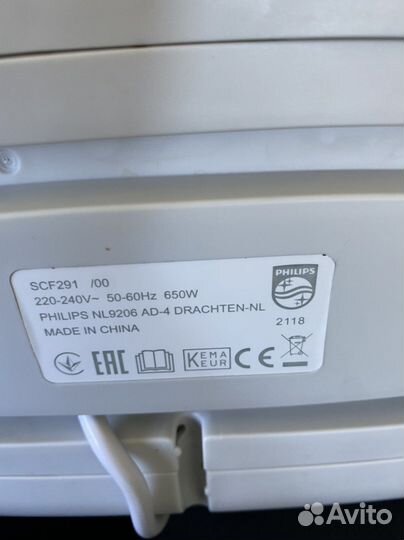 SCF291 /00
220-240V~ 50-60Hz 650W
PHILIPS NL9206 AD-4 DRACHTEN-NL
MADE IN CHINA
PHILIPS
2118
EAC
KEMA
KEUR
CE
Avito